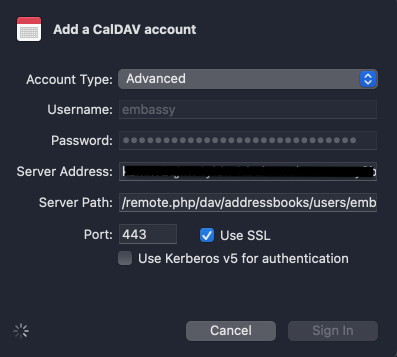 Add a CalDAV account
Account Type: Advanced
Username: embassy
Password: ••••••••••••••••••••••••••••
Server Address:
Server Path: /remote.php/dav/addressbooks/users/emb
Port: 443 Use SSL
Use Kerberos v5 for authentication
Cancel Sign In